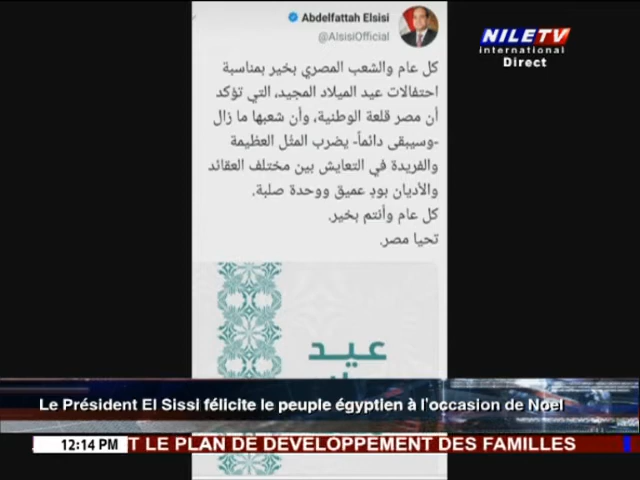 Abdelfattah Elsisi
@AlsisiOfficial
NILE TV
international
Direct
كل عام والشعب المصري بخير بمناسبة
احتفالات عيد الميلاد المجيد، التي تؤكد
أن مصر قلعة الوطنية، وأن شعبها ما زال
-وسيبقى دائماً- يضرب المثل العظيمة
والفريدة في التعايش بين مختلف العقائد
والأديان بودٍ عميق ووحدة صلبة.
كل عام وأنتم بخير.
تحيا مصر.
عيد
Le Président El Sissi félicite le peuple égyptien à l'occasion de Noel
12:14 PM T LE PLAN DE DEVELOPPEMENT DES FAMILLES